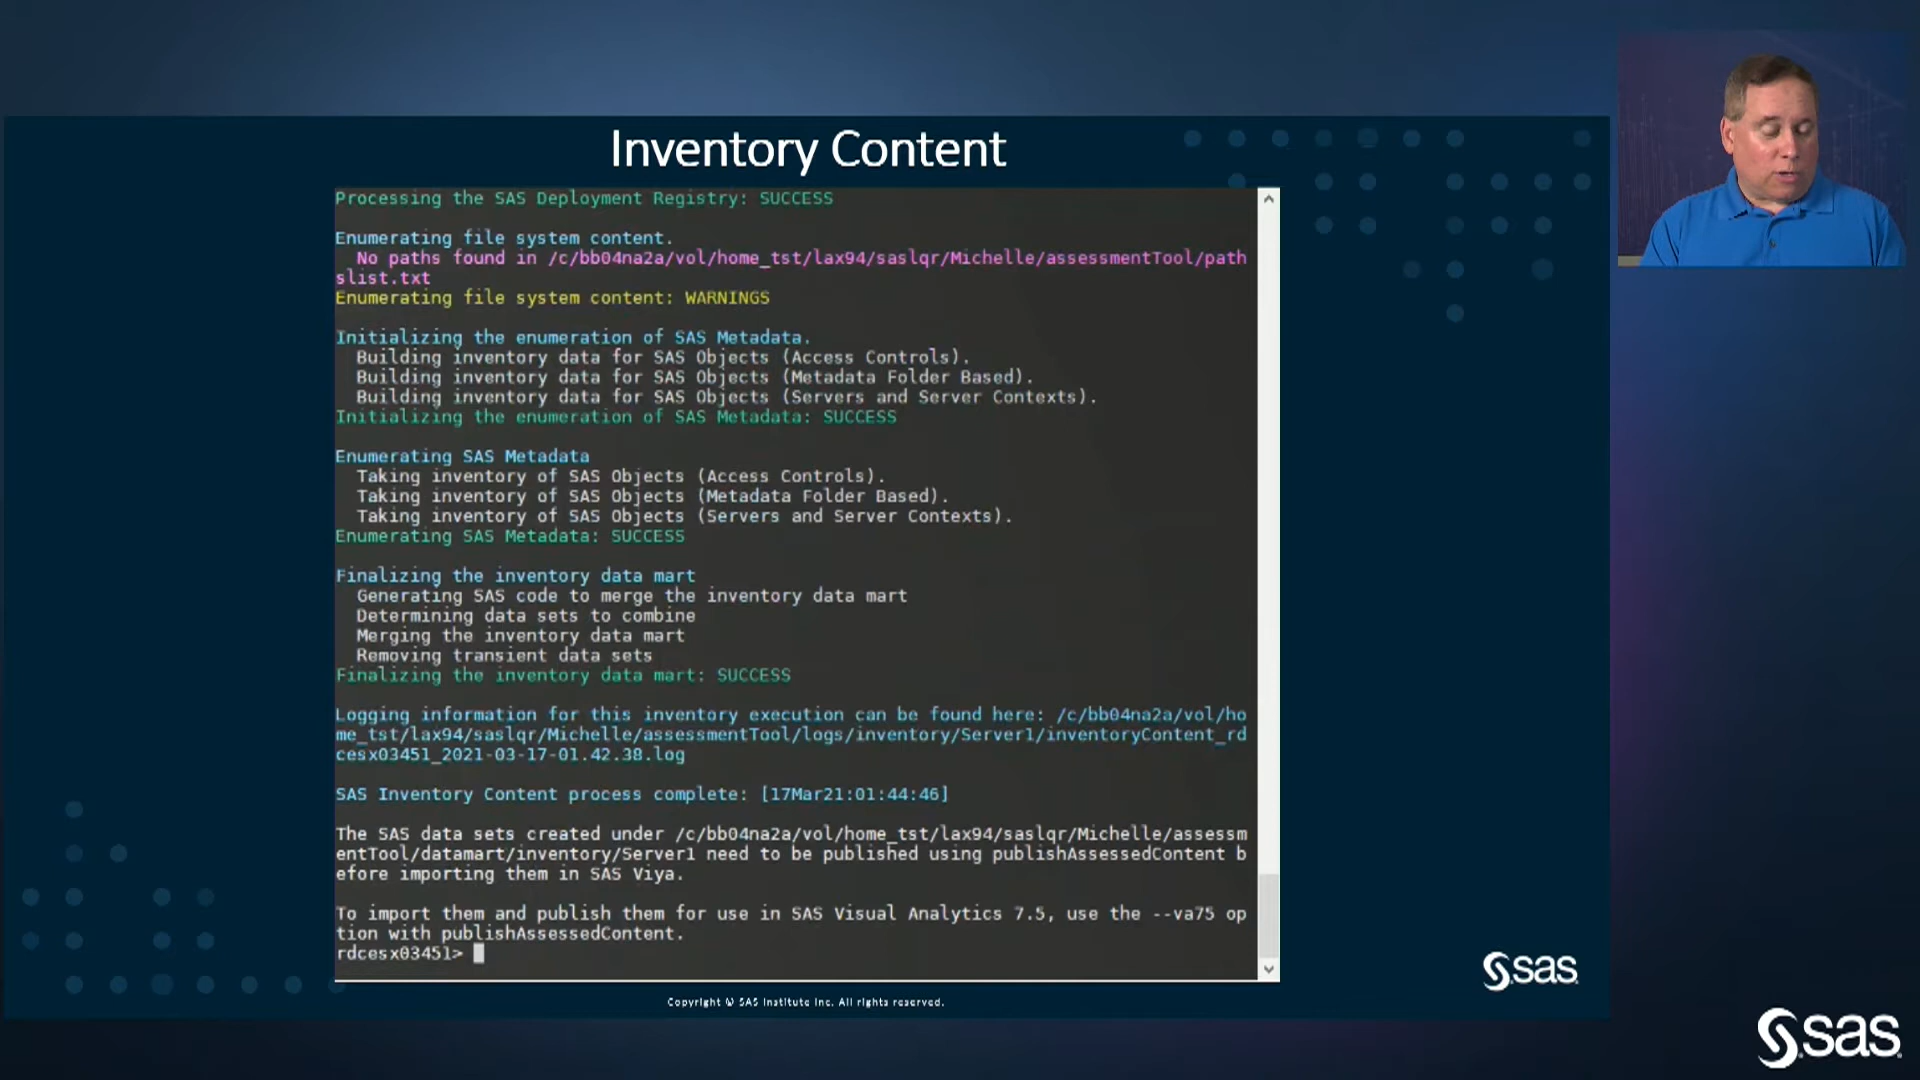 Inventory Content
Processing the SAS Deployment Registry: SUCCESS
Enumerating file system content.
No paths found in /c/bb04na2a/vol/home_tst/lax94/saslqr/Michelle/assessmentTool/path
slist.txt
Enumerating file system content: WARNINGS
Initializing the enumeration of SAS Metadata.
Building inventory data for SAS Objects (Access Controls).
Building inventory data for SAS Objects (Metadata Folder Based).
Building inventory data for SAS Objects (Servers and Server Contexts).
Initializing the enumeration of SAS Metadata: SUCCESS
Enumerating SAS Metadata
Taking inventory of SAS Objects (Access Controls).
Taking inventory of SAS Objects (Metadata Folder Based).
Taking inventory of SAS Objects (Servers and Server Contexts).
Enumerating SAS Metadata: SUCCESS
Finalizing the inventory data mart
Generating SAS code to merge the inventory data mart
Determining data sets to combine
Merging the inventory data mart
Removing transient data sets
Finalizing the inventory data mart: SUCCESS
Logging information for this inventory execution can be found here: /c/bb04na2a/vol/ho
me_tst/lax94/saslqr/Michelle/assessmentTool/logs/inventory/Server1/inventoryContent_rd
cesx03451_2021-03-17-01.42.38.log
SAS Inventory Content process complete: [17Mar21:01:44:46]
The SAS data sets created under /c/bb04na2a/vol/home_tst/lax94/saslqr/Michelle/assessm
entTool/datamart/inventory/Server1 need to be published using publishAssessedContent b
efore importing them in SAS Viya.
To import them and publish them for use in SAS Visual Analytics 7.5, use the --va75 op
tion with publishAssessedContent.
rdcesx03451>
sas
Copyright © SAS Institute Inc. All rights reserved.
sas